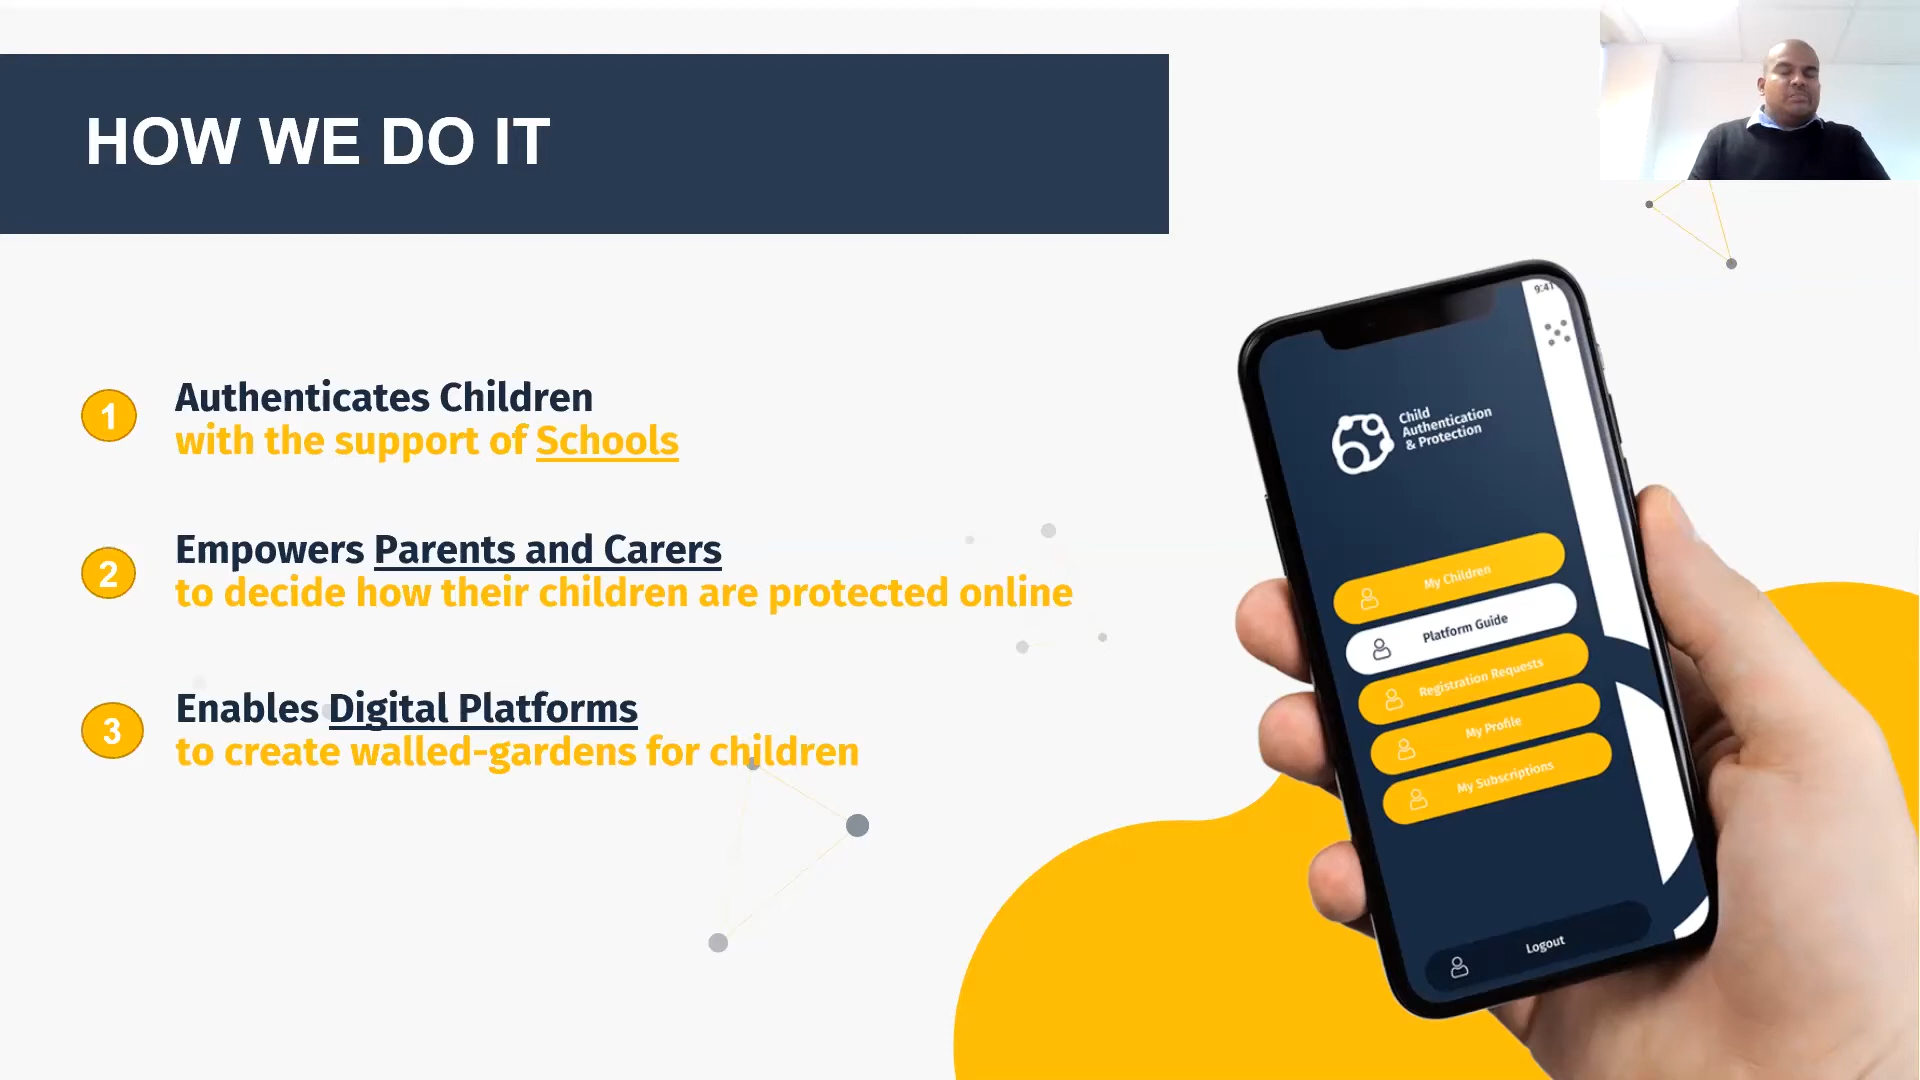 HOW WE DO IT
1
Authenticates Children
with the support of Schools
2
Empowers Parents and Carers
to decide how their children are protected online
3
Enables Digital Platforms
to create walled-gardens for children
9:41
Child
Authentication
& Protection
My Children
Platform Guide
Registration Requests
My Profile
My Subscriptions
Logout